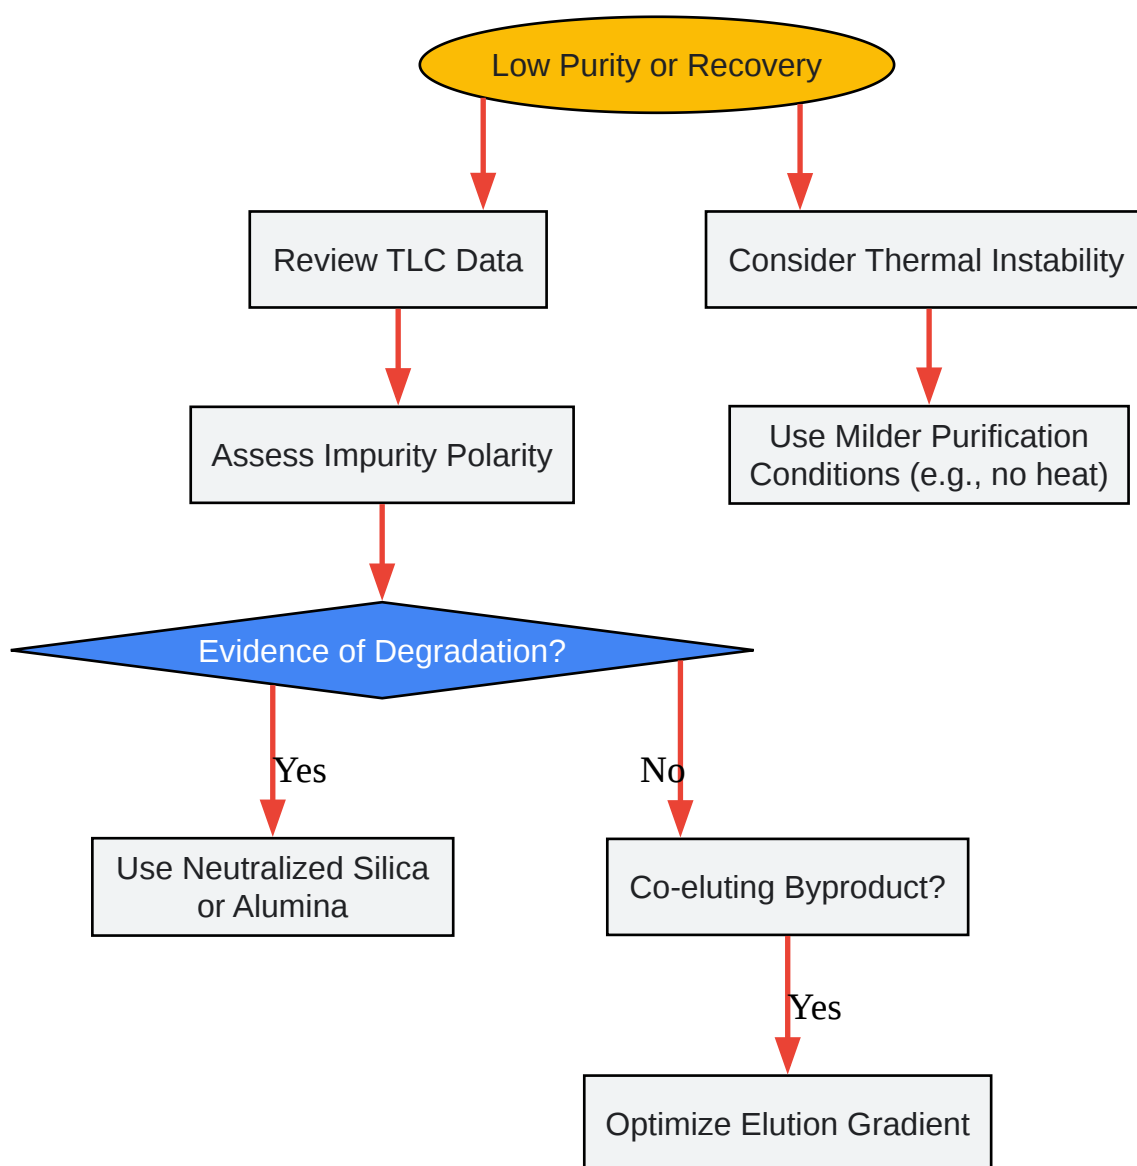 Low Purity or Recovery
Review TLC Data
Consider Thermal Instability
Assess Impurity Polarity
Use Milder Purification
Conditions (e.g., no heat)
Evidence of Degradation?
Yes
No
Use Neutralized Silica
or Alumina
Co-eluting Byproduct?
Yes
Optimize Elution Gradient